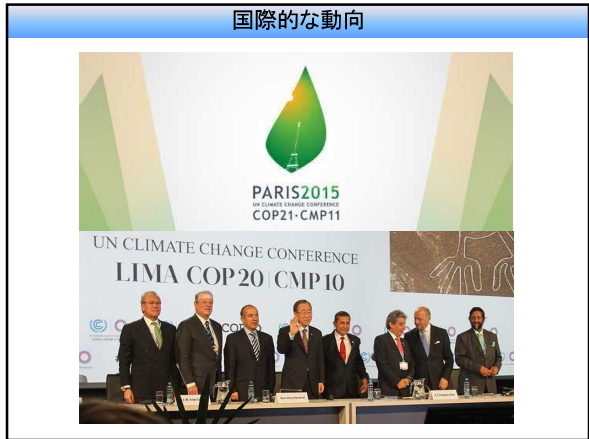 国際的な動向
PARIS2015
UN CLIMATE CHANGE CONFERENCE
COP21·CMP11
UN CLIMATE CHANGE CONFERENCE
LIMA COP20|CMP10